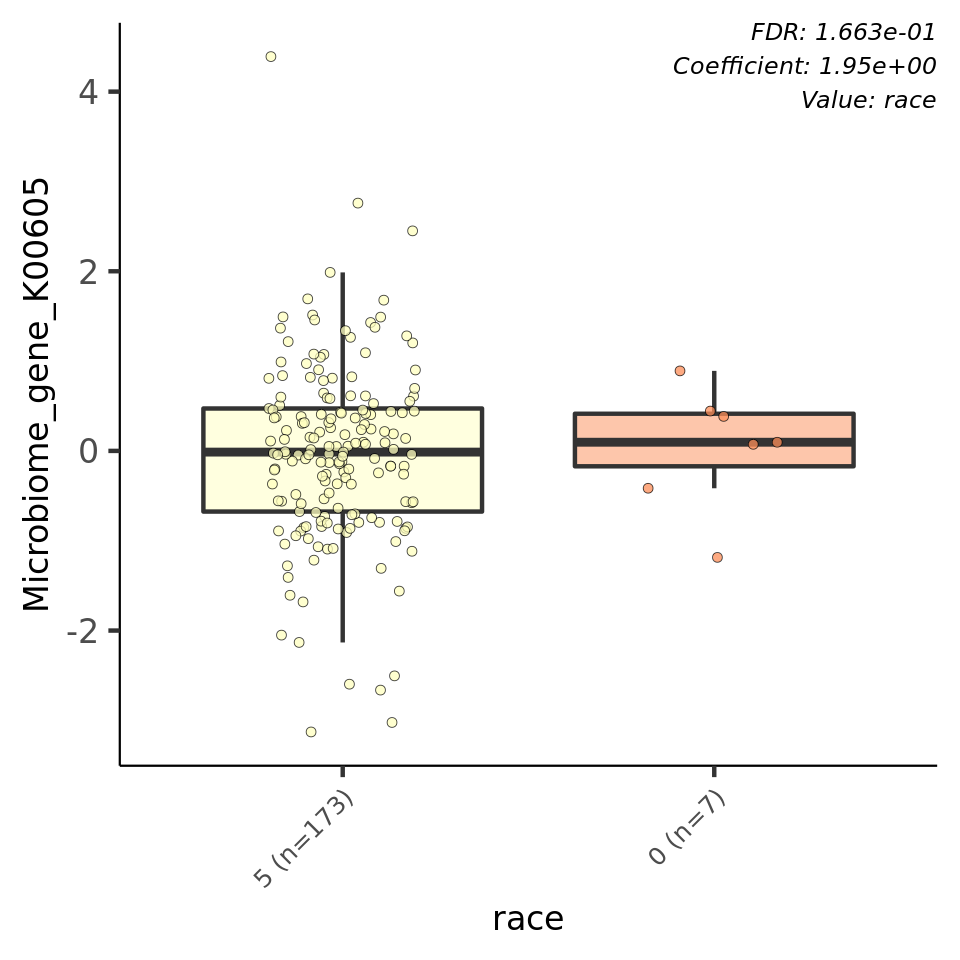 FDR: 1.663e-01
Coefficient: 1.95e+00
Value: race
Microbiome_gene_K00605
4
2
0
-2
5 (n=173)
0 (n=7)
race